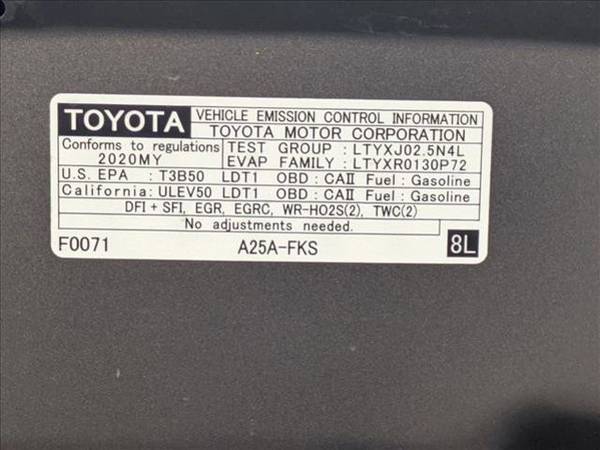 TOYOTA VEHICLE EMISSION CONTROL INFORMATION
TOYOTA MOTOR CORPORATION
Conforms to regulations TEST GROUP : LTYXJ02.5N4L
2020MY EVAP FAMILY : LTYXR0130P72
U.S. EPA : T3B50 LDT1 OBD : CAⅡ Fuel : Gasoline
California: ULEV50 LDT1 OBD : CAⅡ Fuel : Gasoline
DFI + SFI, EGR, EGRC, WR-HO2S(2), TWC(2)
No adjustments needed.
F0071 A25A-FKS 8L